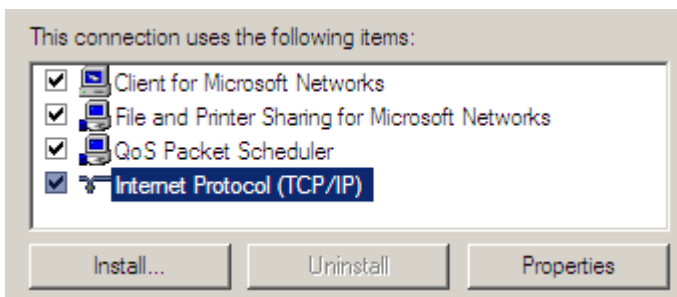 This connection uses the following items:
Client for Microsoft Networks
File and Printer Sharing for Microsoft Networks
QoS Packet Scheduler
Internet Protocol (TCP/IP)
Install... Uninstall Properties